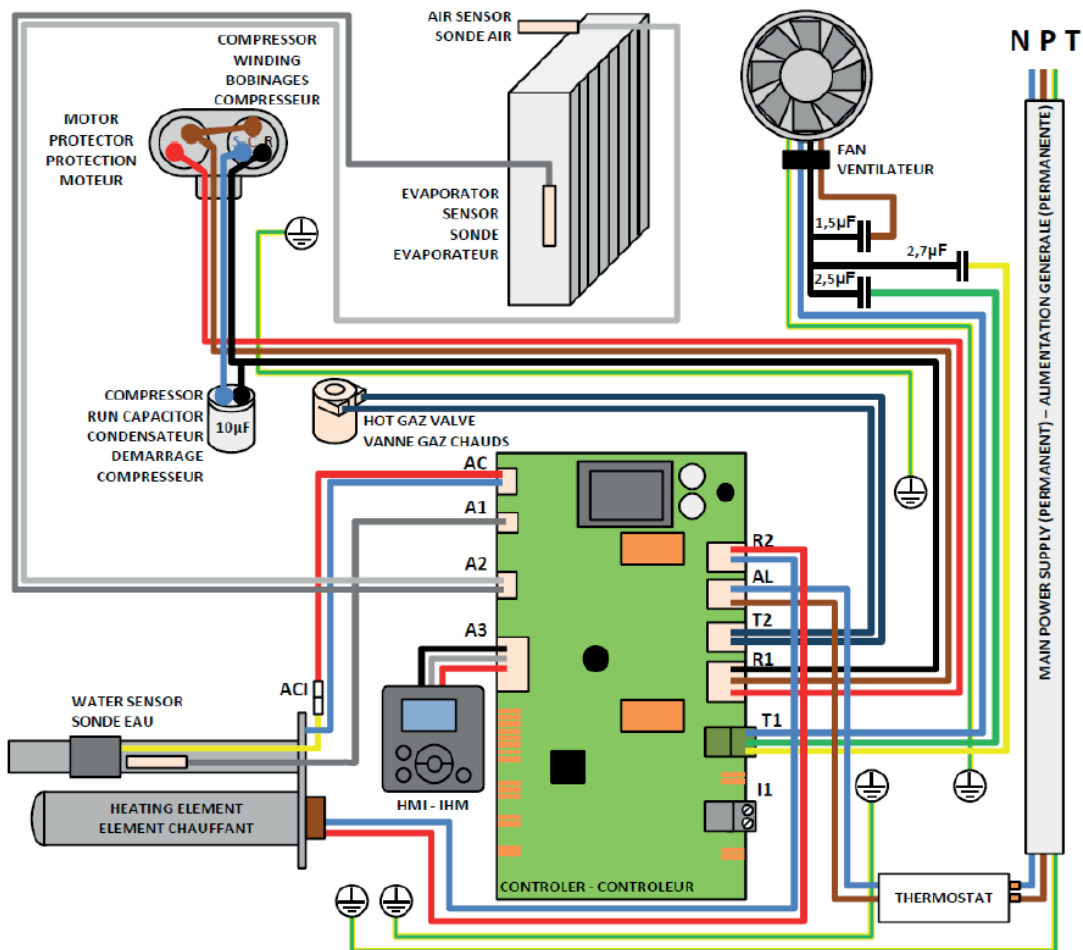 COMPRESSOR
WINDING
BOBINAGES
COMPRESSEUR
AIR SENSOR
SONDE AIR
N P T
MOTOR
PROTECTOR
PROTECTION
MOTEUR
S C R
EVAPORATOR
SENSOR
SONDE
EVAPORATEUR
FAN
VENTILATEUR
1,5µF
2,7µF
2,5µF
MAIN POWER SUPPLY (PERMANENT) – ALIMENTATION GENERALE (PERMANENTE)
COMPRESSOR
RUN CAPACITOR
CONDENSATEUR
DEMARRAGE
COMPRESSEUR
10µF
HOT GAZ VALVE
VANNE GAZ CHAUDS
AC
A1
A2
A3
R2
AL
T2
R1
T1
I1
ACI
WATER SENSOR
SONDE EAU
HMI - IHM
HEATING ELEMENT
ELEMENT CHAUFFANT
CONTROLER - CONTROLEUR
THERMOSTAT